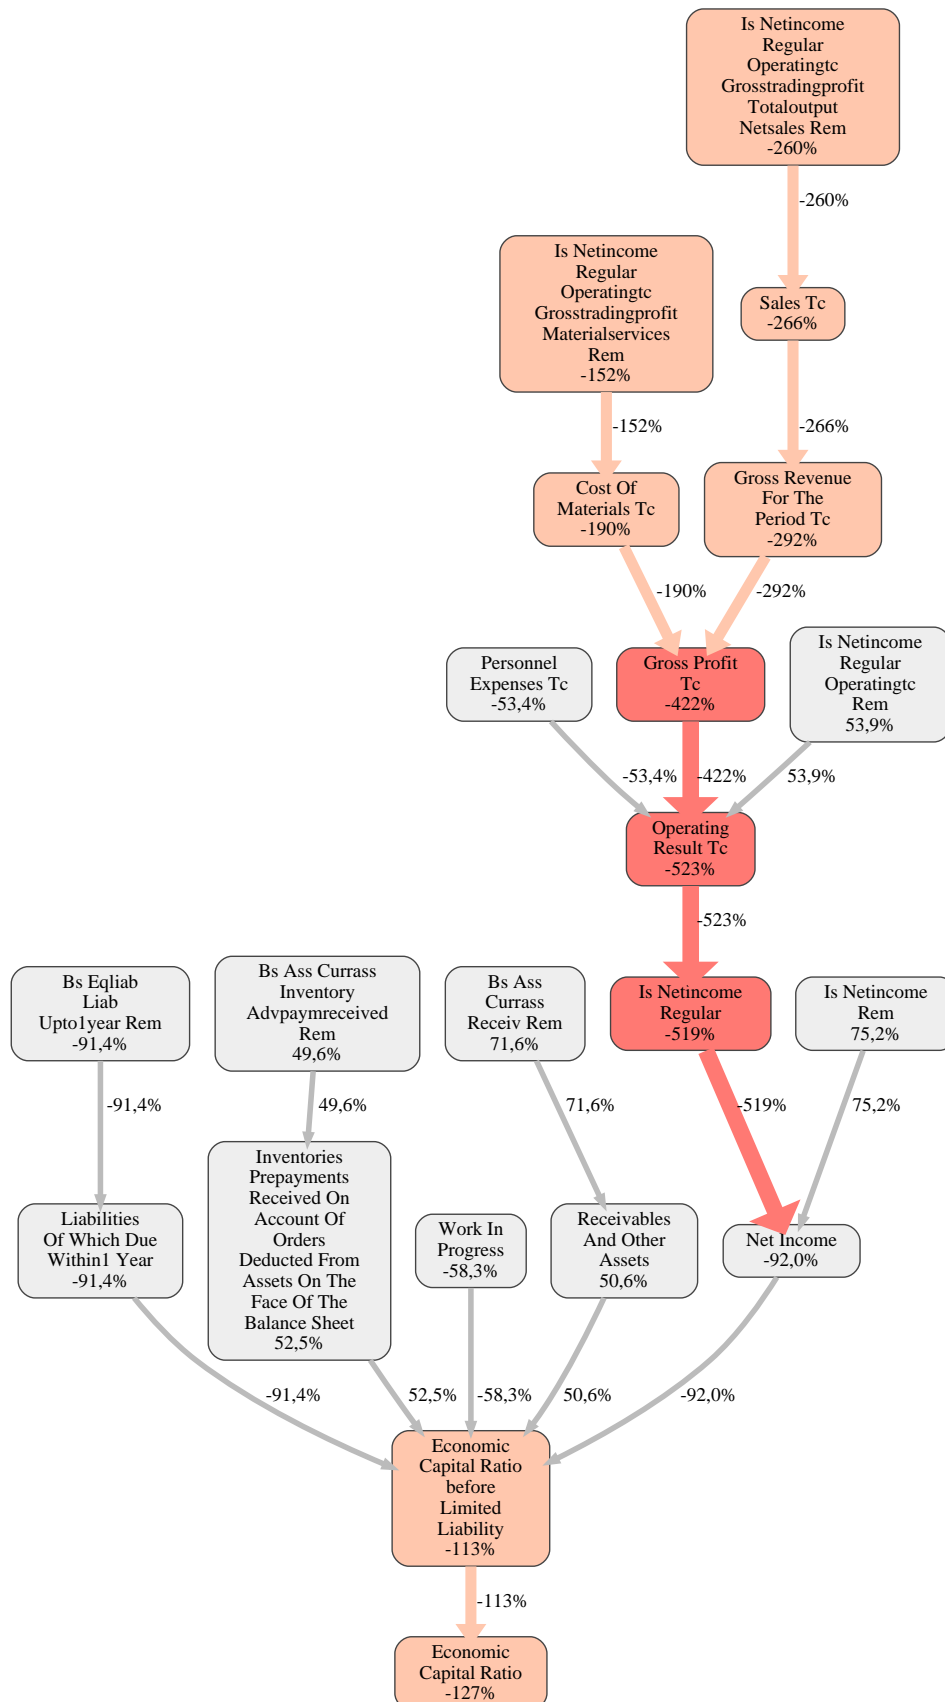 Is Netincome
Regular
Operatingtc
Grosstradingprofit
Totaloutput
Netsales Rem
-260%
-260%
Is Netincome
Regular
Operatingtc
Grosstradingprofit
Materialservices
Rem
-152%
Sales Tc
-266%
-152%
-266%
Cost Of
Materials Tc
-190%
Gross Revenue
For The
Period Tc
-292%
-190%
-292%
Personnel
Expenses Tc
-53,4%
Gross Profit
Tc
-422%
Is Netincome
Regular
Operatingtc
Rem
53,9%
-53,4%
-422%
53,9%
Operating
Result Tc
-523%
-523%
Bs Eqliab
Liab
Upto1year Rem
-91,4%
Bs Ass Currass
Inventory
Advpaymreceived
Rem
49,6%
Bs Ass
Currass
Receiv Rem
71,6%
Is Netincome
Regular
-519%
Is Netincome
Rem
75,2%
-91,4%
49,6%
71,6%
-519%
75,2%
Liabilities
Of Which Due
Within1 Year
-91,4%
Inventories
Prepayments
Received On
Account Of
Orders
Deducted From
Assets On The
Face Of The
Balance Sheet
52,5%
Work In
Progress
-58,3%
Receivables
And Other
Assets
50,6%
Net Income
-92,0%
-91,4%
52,5%
-58,3%
50,6%
-92,0%
Economic
Capital Ratio
before
Limited
Liability
-113%
-113%
Economic
Capital Ratio
-127%